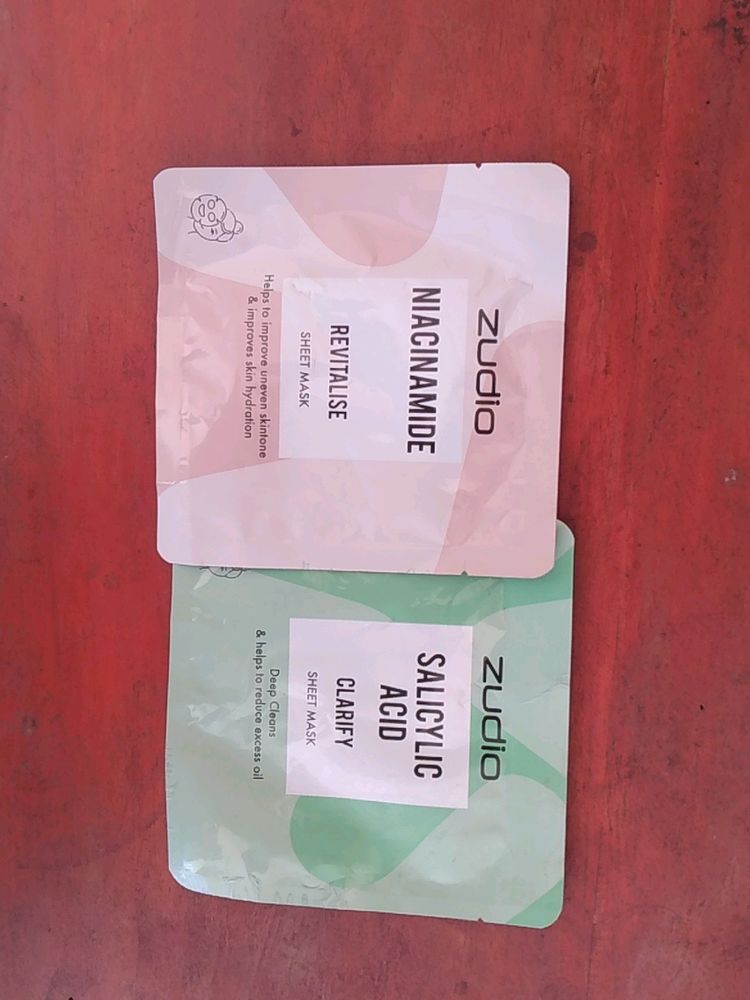 zudio
NIACINAMIDE
REVITALISE
SHEET MASK
Helps to improve uneven skintone
& improves skin hydration
zudio
SALICYLIC
ACID
CLARIFY
SHEET MASK
Deep Cleans
& helps to reduce excess oil